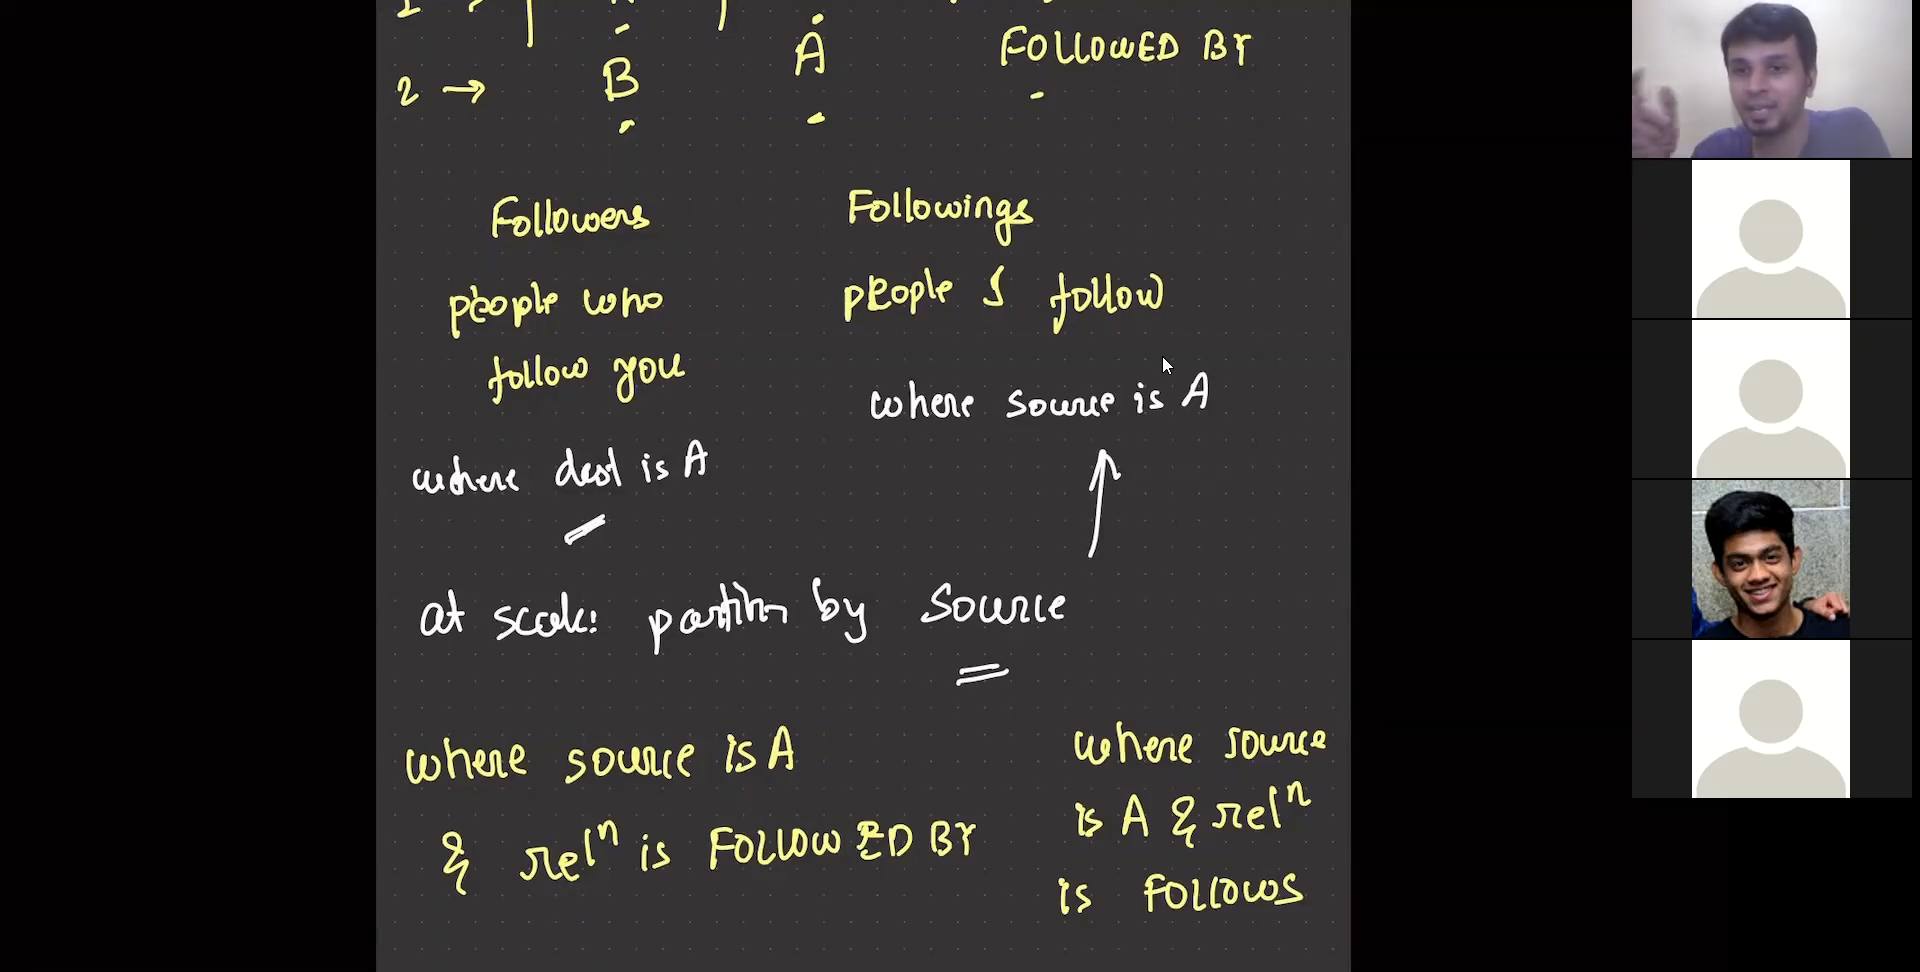 A
FOLLOWED BY
2 → B
Followers
Followings
people who
follow you
people I follow
where dest is A
where source is A
at scale: partition by Source
where source is A
& relⁿ is FOLLOWED BY
where source
is A & relⁿ
is FOLLOWS